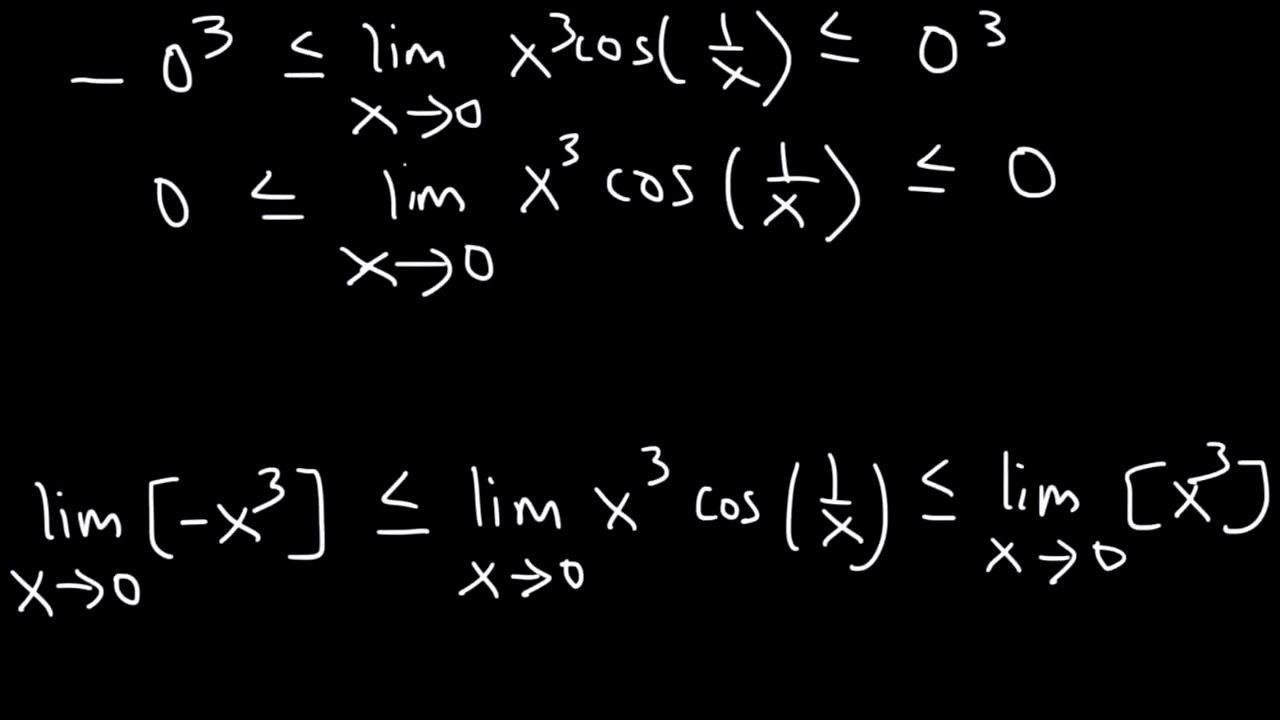 - 0³ ≤ lim x→0 x³cos(1/x) ≤ 0³
0 ≤ lim x→0 x³ cos(1/x) ≤ 0
lim x→0 [-x³] ≤ lim x→0 x³ cos(1/x) ≤ lim x→0 [x³]